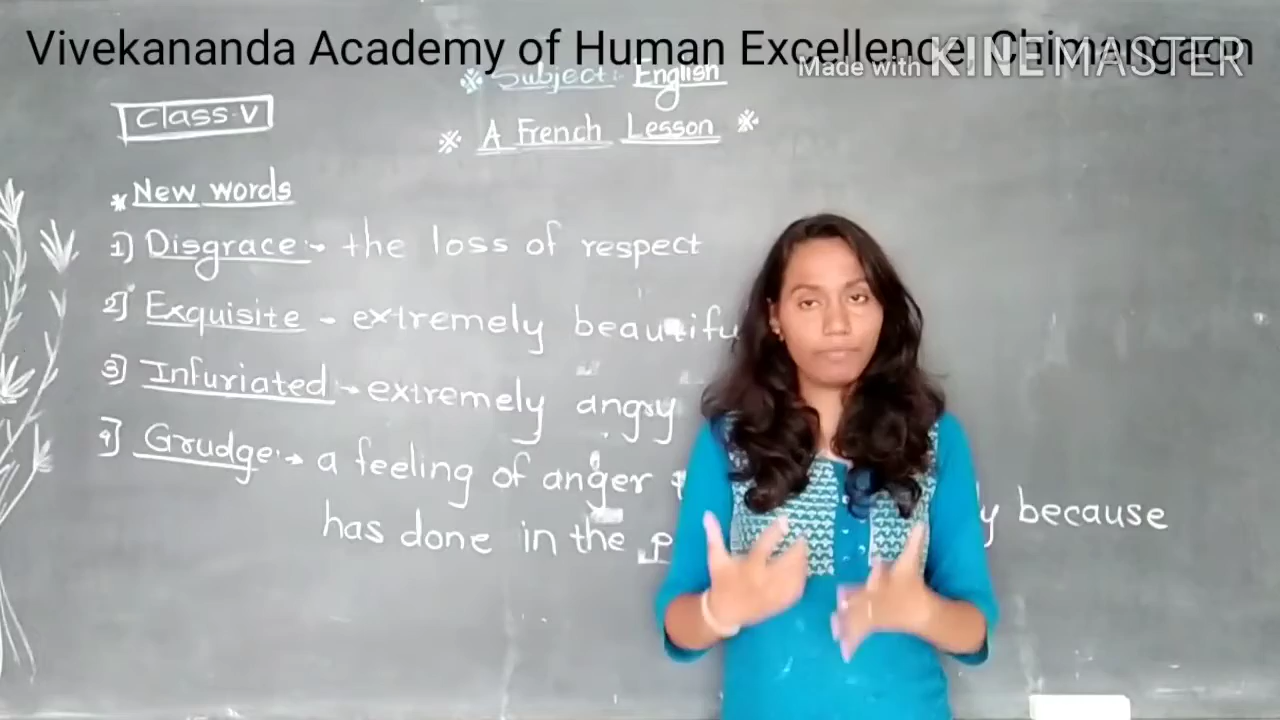 Vivekananda Academy of Human Excellence, Chimangaon
Made with KINEMASTER
※ Subject:- English
Class-V
※ A French Lesson ※
* New words
1) Disgrace:- the loss of respect
2) Exquisite - extremely
3) Infuriated - extremely angry
4) Grudge:- a feeling of anger
has done in the because